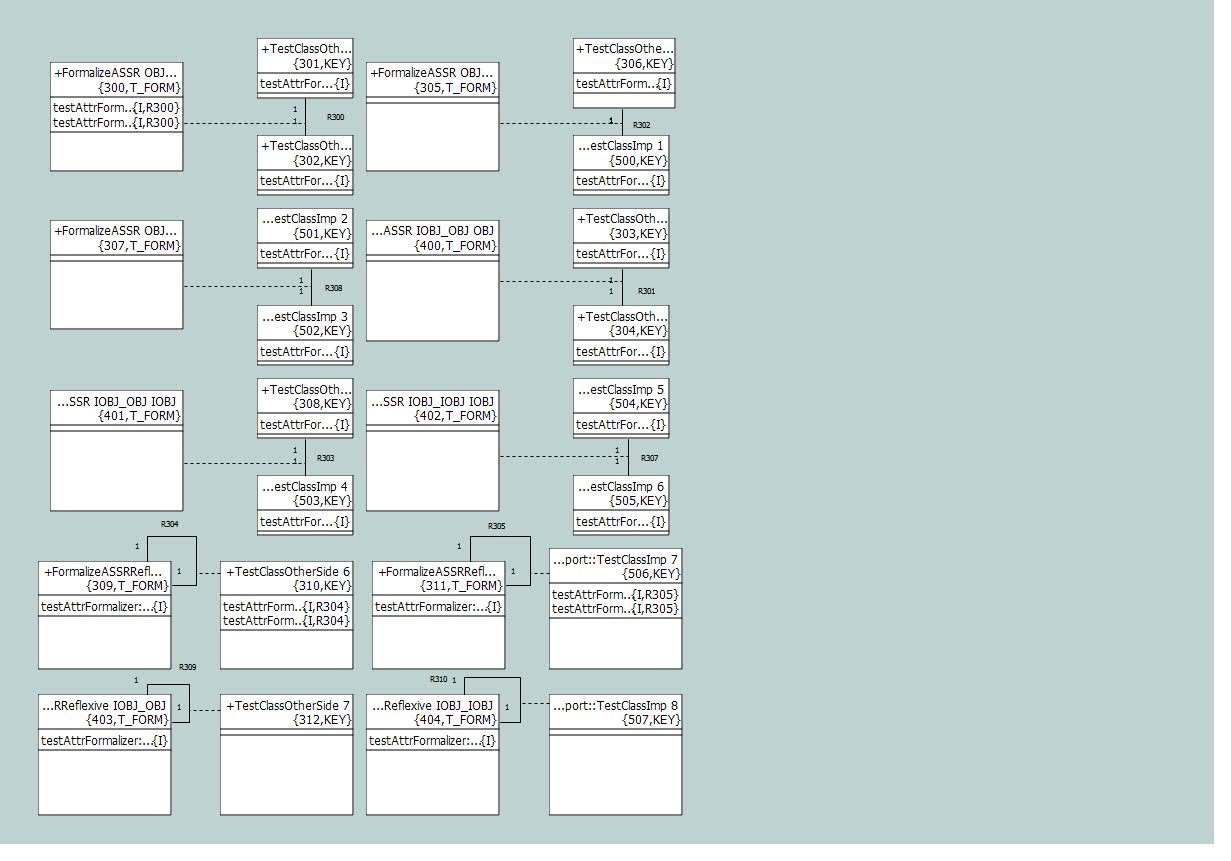 +FormalizeASSR OBJ...
{300,T_FORM}
testAttrForm..{I,R300}
testAttrForm..{I,R300}
+TestClassOth...
{301,KEY}
testAttrFor...{I}
1
1
R300
+TestClassOth...
{302,KEY}
testAttrFor...{I}
+FormalizeASSR OBJ...
{305,T_FORM}
+TestClassOthe...
{306,KEY}
testAttrForm..{I}
1
R302
...estClassImp 1
{500,KEY}
testAttrFor...{I}
+FormalizeASSR OBJ...
{307,T_FORM}
...estClassImp 2
{501,KEY}
testAttrFor...{I}
1
1
R308
...estClassImp 3
{502,KEY}
testAttrFor...{I}
...ASSR IOBJ_OBJ OBJ
{400,T_FORM}
+TestClassOth...
{303,KEY}
testAttrFor...{I}
1
1
R301
+TestClassOth...
{304,KEY}
testAttrFor...{I}
...SSR IOBJ_OBJ IOBJ
{401,T_FORM}
+TestClassOth...
{308,KEY}
testAttrFor...{I}
1
1
R303
...estClassImp 4
{503,KEY}
testAttrFor...{I}
...SSR IOBJ_IOBJ IOBJ
{402,T_FORM}
...estClassImp 5
{504,KEY}
testAttrFor...{I}
1
1
R307
...estClassImp 6
{505,KEY}
testAttrFor...{I}
R304
1
1
+FormalizeASSRRefl...
{309,T_FORM}
testAttrFormalizer:...{I}
+TestClassOtherSide 6
{310,KEY}
testAttrForm..{I,R304}
testAttrForm..{I,R304}
R305
1
1
+FormalizeASSRRefl...
{311,T_FORM}
testAttrFormalizer:...{I}
...port::TestClassImp 7
{506,KEY}
testAttrForm..{I,R305}
testAttrForm..{I,R305}
R309
1
1
...RReflexive IOBJ_OBJ
{403,T_FORM}
testAttrFormalizer:...{I}
+TestClassOtherSide 7
{312,KEY}
R310
1
1
...Reflexive IOBJ_IOBJ
{404,T_FORM}
testAttrFormalizer:...{I}
...port::TestClassImp 8
{507,KEY}